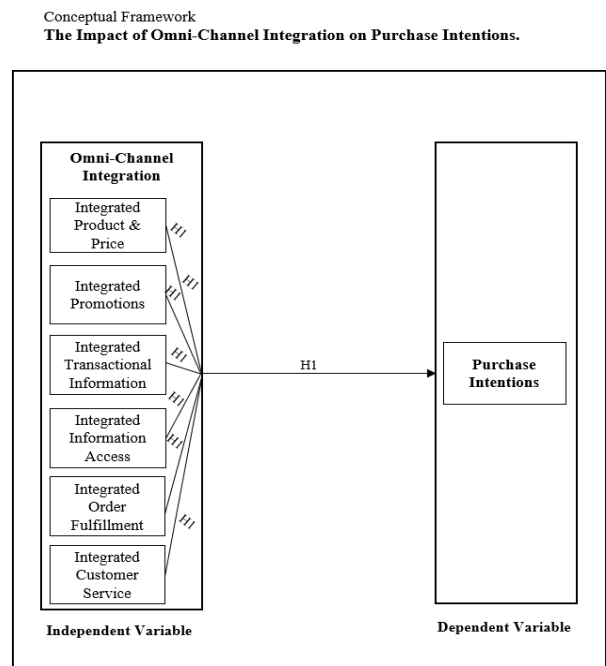 Conceptual Framework
The Impact of Omni-Channel Integration on Purchase Intentions.
Omni-Channel
Integration
Integrated
Product &
Price
H1
H1
Integrated
Promotions
H1
Integrated
Transactional
Information
H1
H1
Purchase
Intentions
Integrated
Information
Access
H1
H1
Integrated
Order
Fulfillment
H1
Integrated
Customer
Service
Independent Variable
Dependent Variable